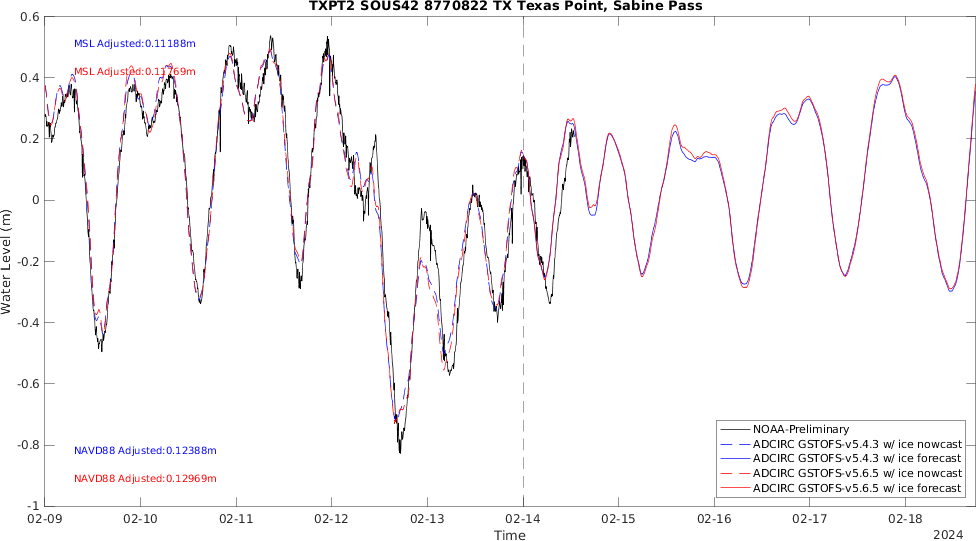 TXPT2 SOUS42 8770822 TX Texas Point, Sabine Pass
0.6
0.4
0.2
0
-0.2
-0.4
-0.6
-0.8
-1
Water Level (m)
MSL Adjusted:0.11188m
MSL Adjusted:0.11769m
NAVD88 Adjusted:0.12388m
NAVD88 Adjusted:0.12969m
NOAA-Preliminary
ADCIRC GSTOFS-v5.4.3 w/ ice nowcast
ADCIRC GSTOFS-v5.4.3 w/ ice forecast
ADCIRC GSTOFS-v5.6.5 w/ ice nowcast
ADCIRC GSTOFS-v5.6.5 w/ ice forecast
02-09 02-10 02-11 02-12 02-13 02-14 02-15 02-16 02-17 02-18
Time
2024